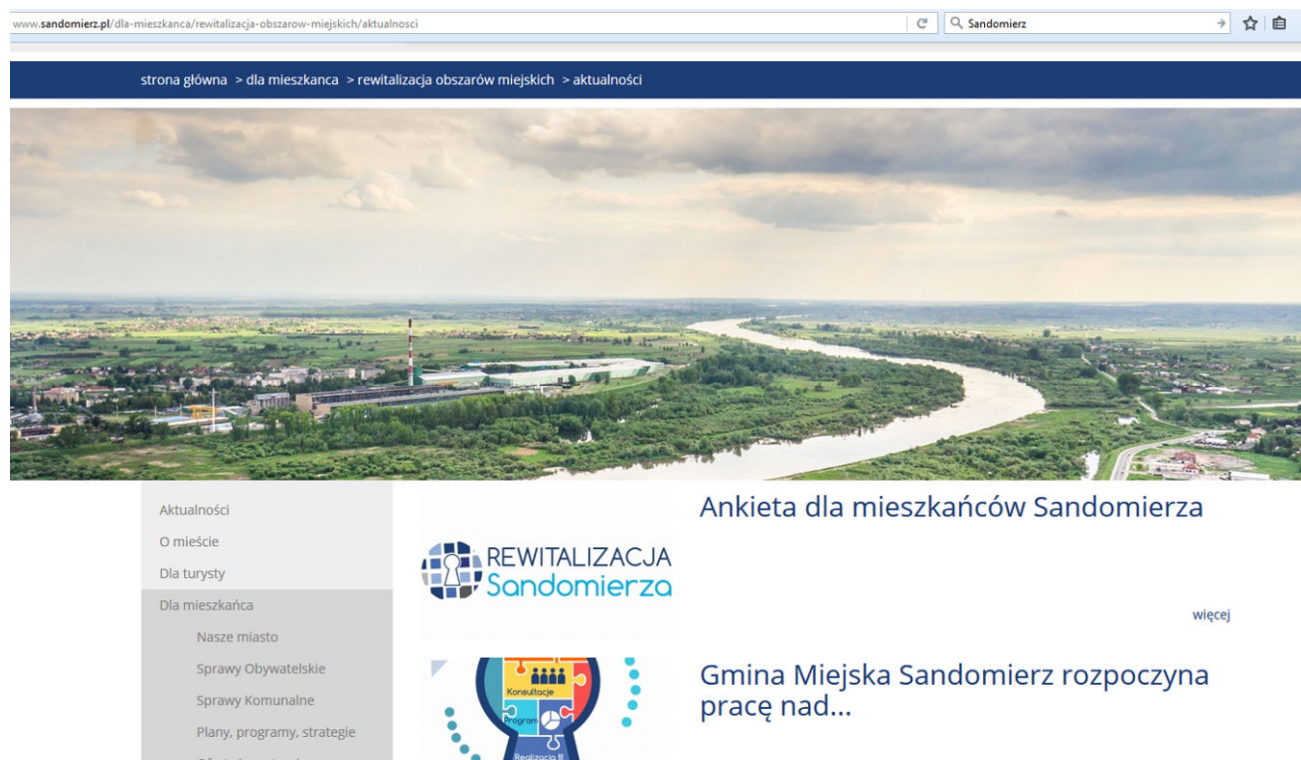 www.sandomierz.pl/dla-mieszkanca/rewitalizacja-obszarow-miejskich/aktualnosci
Sandomierz
strona główna > dla mieszkanca > rewitalizacja obszarów miejskich > aktualności
Aktualności
O mieście
Dla turysty
Dla mieszkańca
Nasze miasto
Sprawy Obywatelskie
Sprawy Komunalne
Plany, programy, strategie
REWITALIZACJA
Sandomierza
Ankieta dla mieszkańców Sandomierza
więcej
Konsultacje
Program
Realizacja II
Gmina Miejska Sandomierz rozpoczyna
pracę nad...